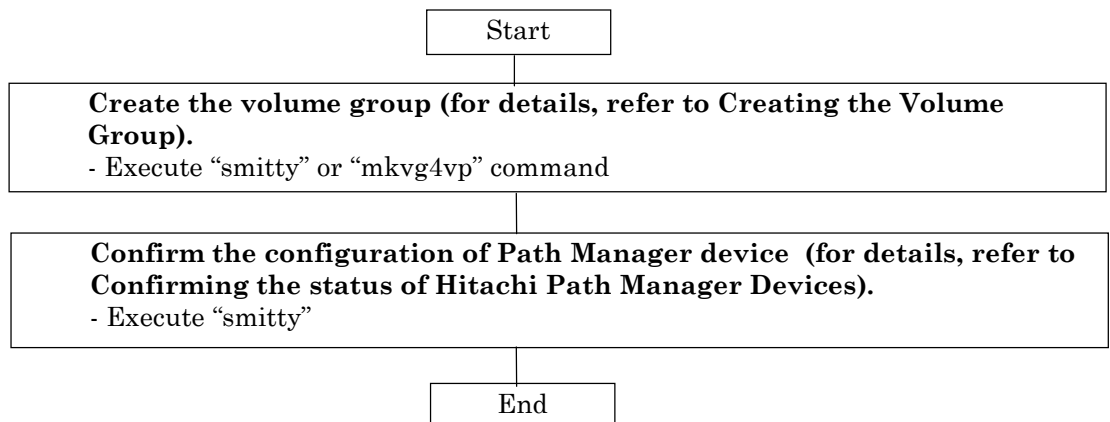 Start
Create the volume group (for details, refer to Creating the Volume
Group).
- Execute “smitty” or “mkvg4vp” command
Confirm the configuration of Path Manager device  (for details, refer to
Confirming the status of Hitachi Path Manager Devices).
- Execute “smitty”
End